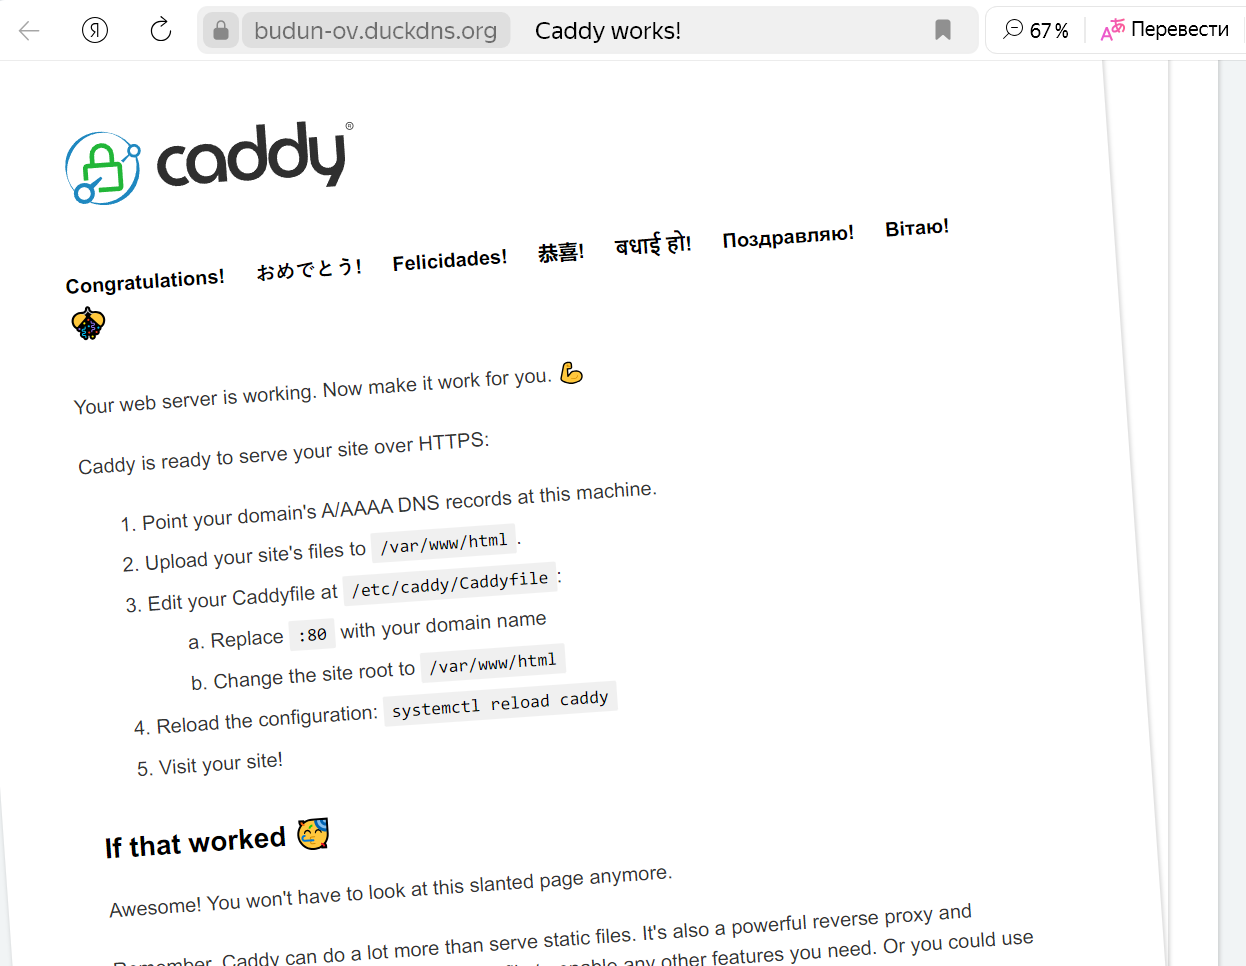 Я budun-ov.duckdns.org Caddy works! 67 % Aあ Перевести
caddy®
Congratulations! おめでとう! Felicidades! 恭喜! बधाई हो! Поздравляю! Вітаю!
Your web server is working. Now make it work for you. 💪
Caddy is ready to serve your site over HTTPS:
1. Point your domain's A/AAAA DNS records at this machine.
2. Upload your site's files to /var/www/html .
3. Edit your Caddyfile at /etc/caddy/Caddyfile :
a. Replace :80 with your domain name
b. Change the site root to /var/www/html
4. Reload the configuration: systemctl reload caddy
5. Visit your site!
If that worked 🥳
Awesome! You won't have to look at this slanted page anymore.
Remember, Caddy can do a lot more than serve static files. It's also a powerful reverse proxy and
enable any other features you need. Or you could use